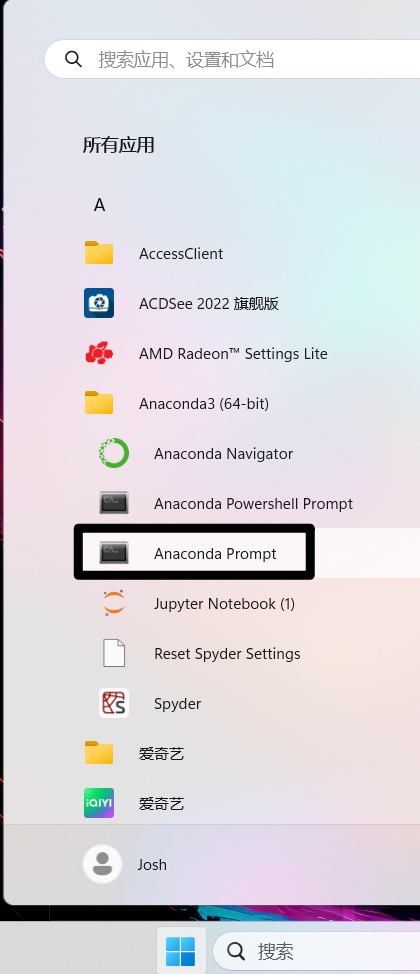 搜索应用、设置和文档
所有应用
A
AccessClient
ACDSee 2022 旗舰版
AMD Radeon™ Settings Lite
Anaconda3 (64-bit)
Anaconda Navigator
Anaconda Powershell Prompt
Anaconda Prompt
Jupyter Notebook (1)
Reset Spyder Settings
Spyder
爱奇艺
iQIYI 爱奇艺
Josh
搜索